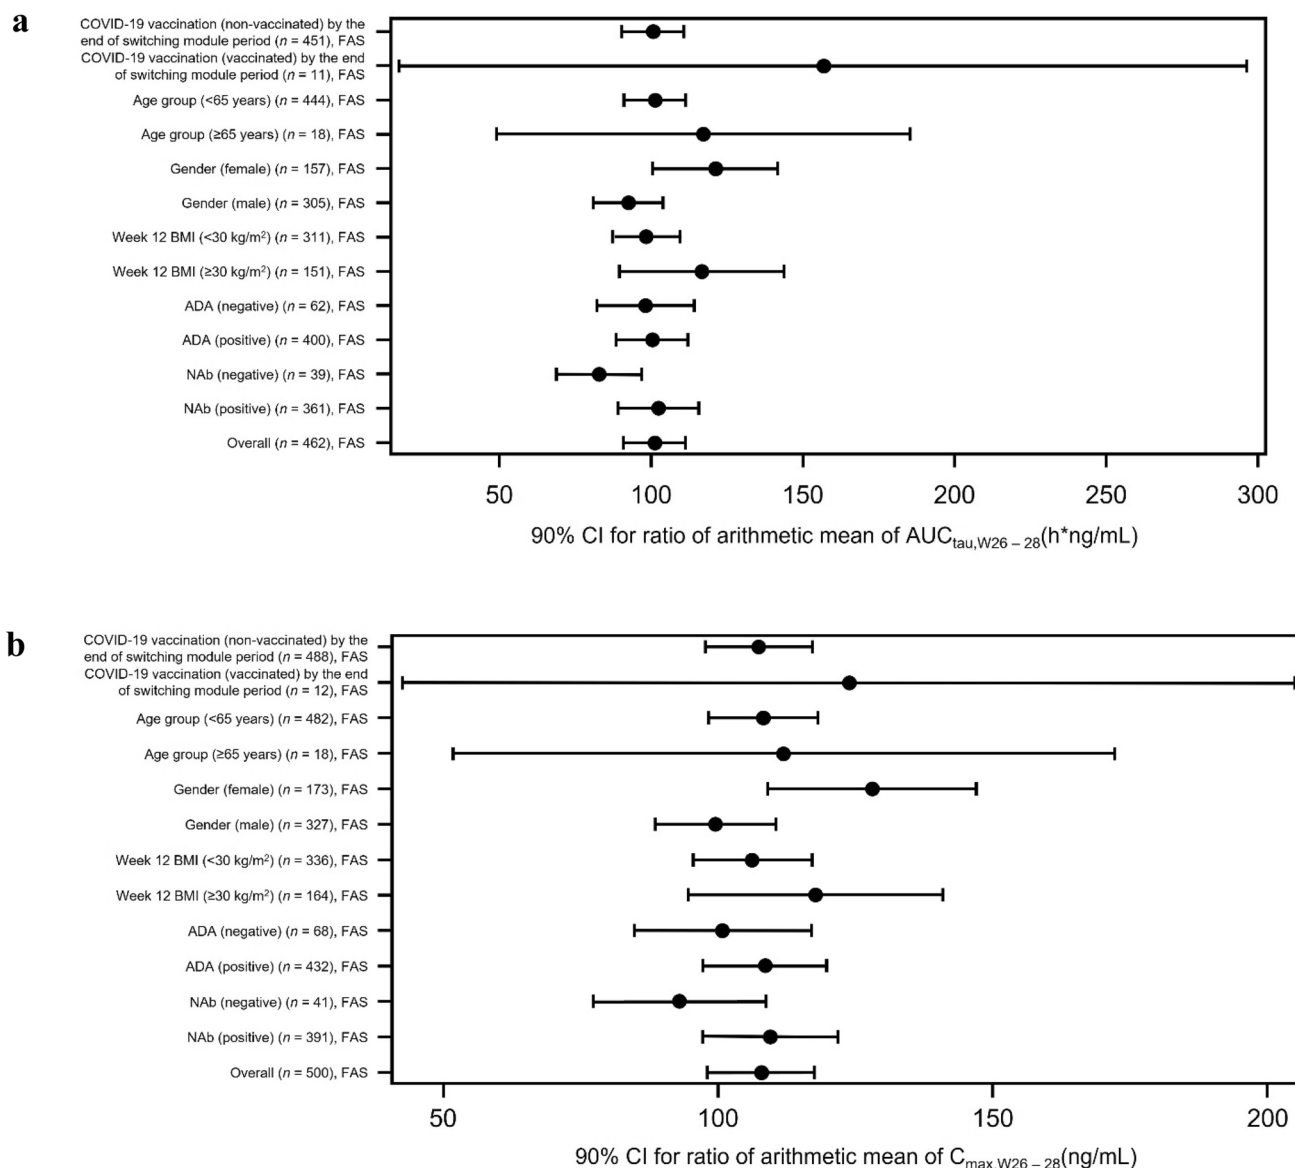 a
COVID-19 vaccination (non-vaccinated) by the
end of switching module period (n = 451), FAS
COVID-19 vaccination (vaccinated) by the end
of switching module period (n = 11), FAS
Age group (<65 years) (n = 444), FAS
Age group (≥65 years) (n = 18), FAS
Gender (female) (n = 157), FAS
Gender (male) (n = 305), FAS
Week 12 BMI (<30 kg/m²) (n = 311), FAS
Week 12 BMI (≥30 kg/m²) (n = 151), FAS
ADA (negative) (n = 62), FAS
ADA (positive) (n = 400), FAS
NAb (negative) (n = 39), FAS
NAb (positive) (n = 361), FAS
Overall (n = 462), FAS
50 100 150 200 250 300
90% CI for ratio of arithmetic mean of AUCtau,W26 – 28(h*ng/mL)
b
COVID-19 vaccination (non-vaccinated) by the
end of switching module period (n = 488), FAS
COVID-19 vaccination (vaccinated) by the end
of switching module period (n = 12), FAS
Age group (<65 years) (n = 482), FAS
Age group (≥65 years) (n = 18), FAS
Gender (female) (n = 173), FAS
Gender (male) (n = 327), FAS
Week 12 BMI (<30 kg/m²) (n = 336), FAS
Week 12 BMI (≥30 kg/m²) (n = 164), FAS
ADA (negative) (n = 68), FAS
ADA (positive) (n = 432), FAS
NAb (negative) (n = 41), FAS
NAb (positive) (n = 391), FAS
Overall (n = 500), FAS
50 100 150 200
90% CI for ratio of arithmetic mean of Cmax,W26 – 28(ng/mL)